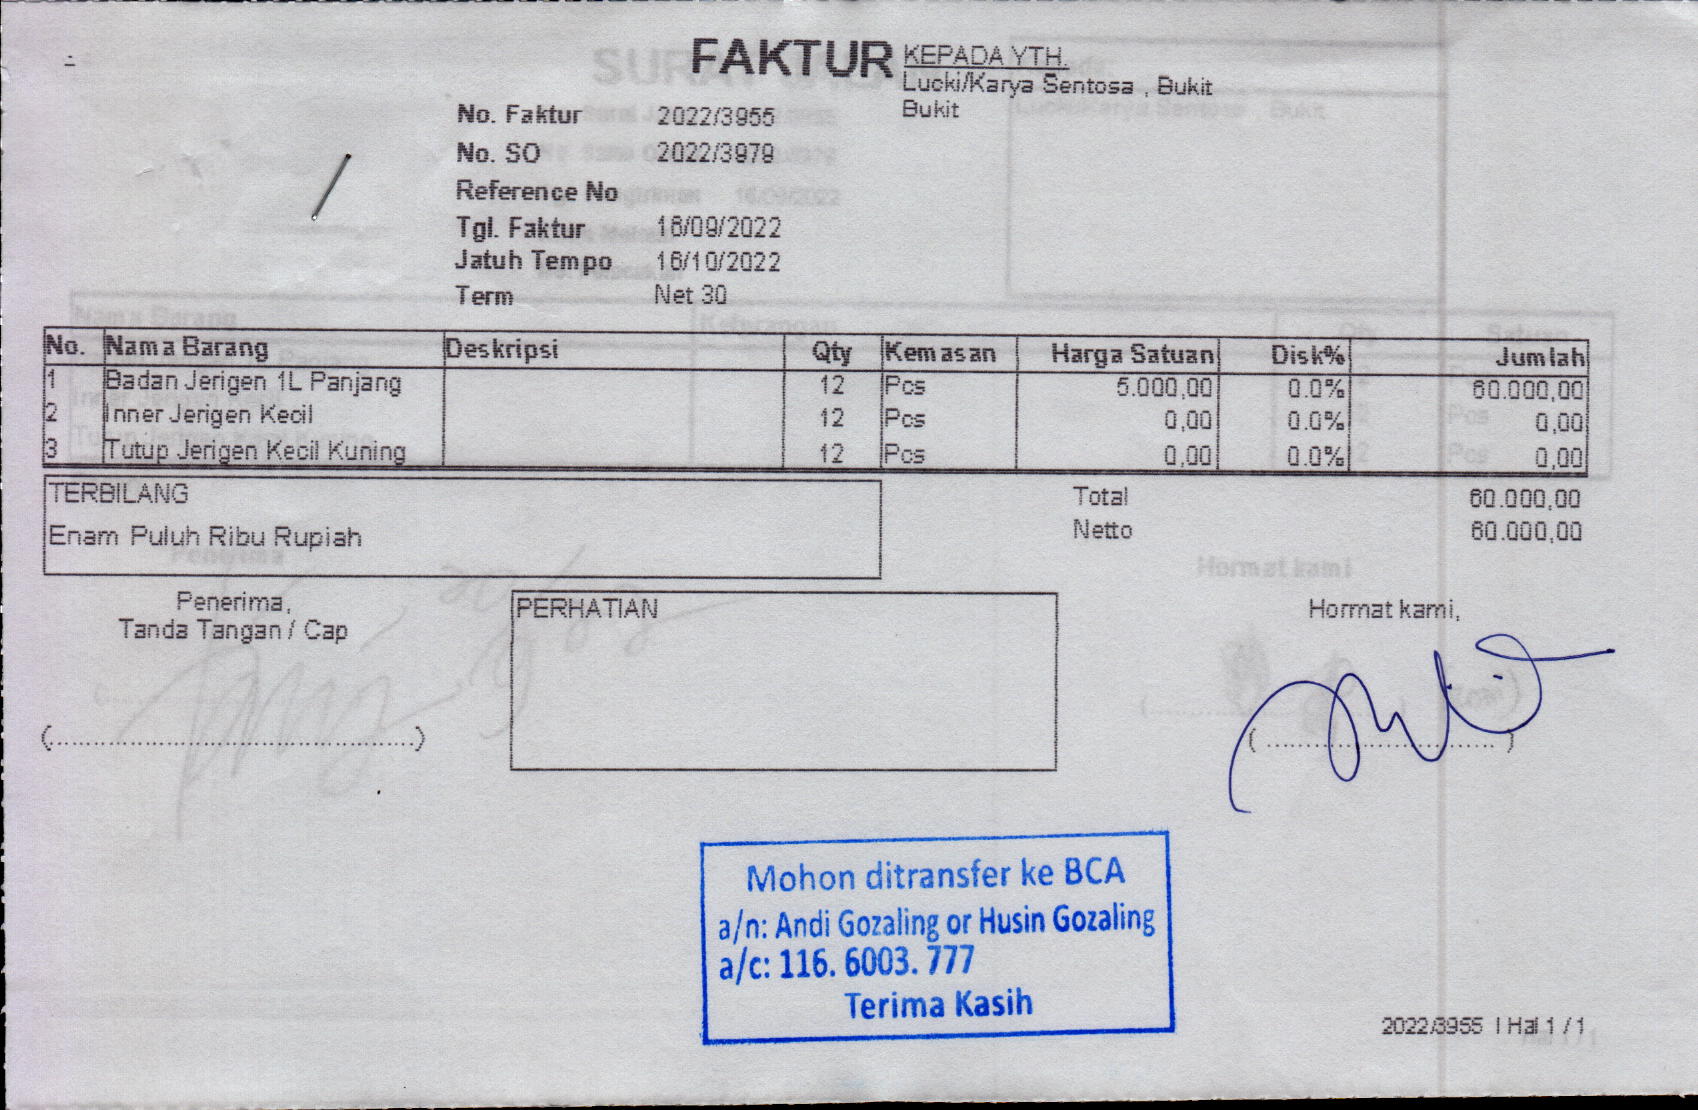 FAKTUR
KEPADA YTH.
Lucki/Karya Sentosa , Bukit
Bukit
No. Faktur 2022/3955
No. SO 2022/3979
Reference No
Tgl. Faktur 16/09/2022
Jatuh Tempo 16/10/2022
Term Net 30
No. Nama Barang Deskripsi Qty Kemasan Harga Satuan Disk% Jumlah
1 Badan Jerigen 1L Panjang 12 Pcs 5.000,00 0.0% 60.000,00
2 Inner Jerigen Kecil 12 Pcs 0,00 0.0% 0,00
3 Tutup Jerigen Kecil Kuning 12 Pcs 0,00 0.0% 0,00
TERBILANG
Enam Puluh Ribu Rupiah
Total 60.000,00
Netto 60.000,00
Penerima,
Tanda Tangan / Cap
(................................................)
PERHATIAN
Hormat kami,
( .............................. )
Mohon ditransfer ke BCA
a/n: Andi Gozaling or Husin Gozaling
a/c: 116. 6003. 777
Terima Kasih
2022/3955 | Hal 1 / 1